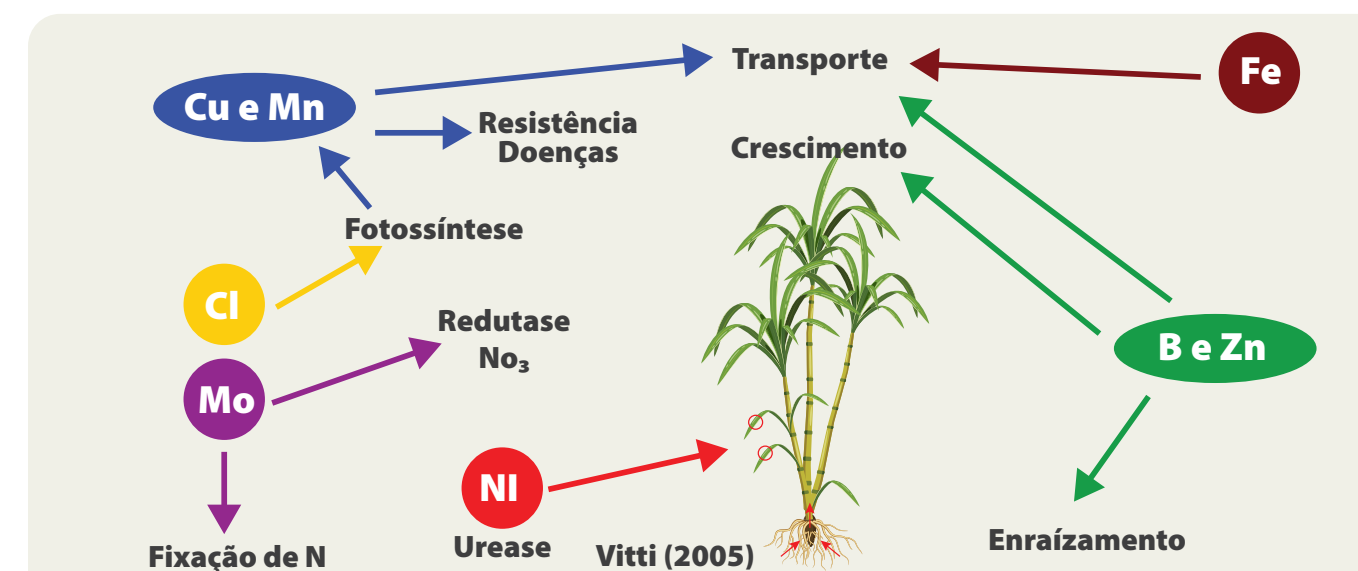 Transporte
Fe
Cu e Mn
Resistência
Doenças
Crescimento
Fotossíntese
Cl
Redutase
No₃
B e Zn
Mo
NI
Urease
Enraízamento
Fixação de N
Vitti (2005)